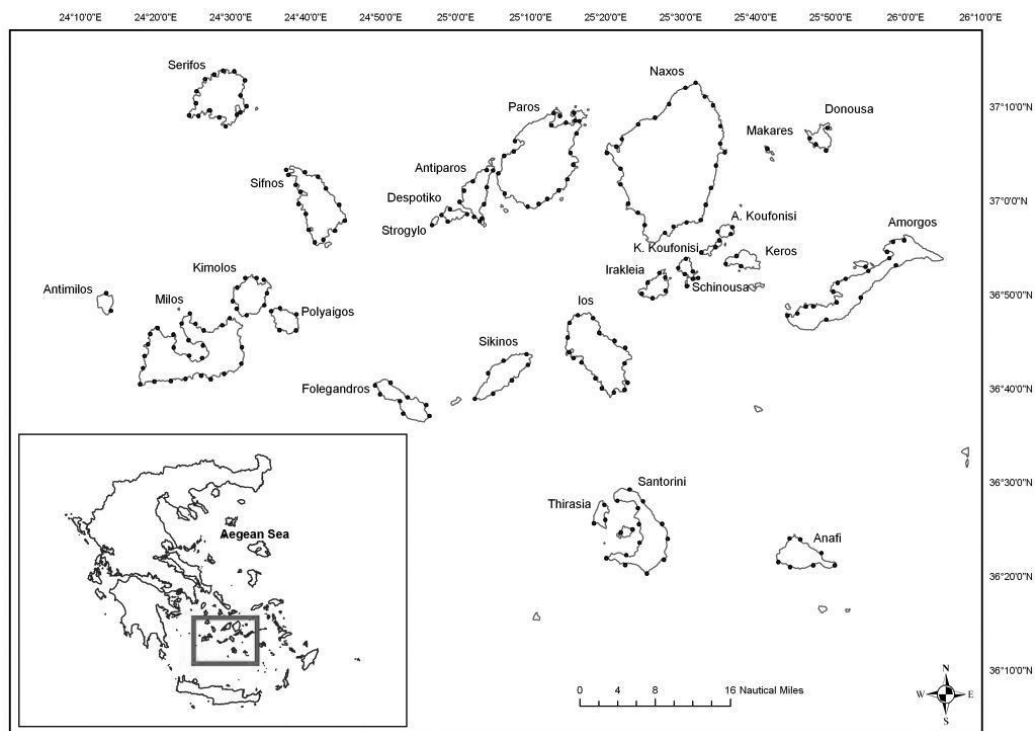 24°10'0"E 24°20'0"E 24°30'0"E 24°40'0"E 24°50'0"E 25°0'0"E 25°10'0"E 25°20'0"E 25°30'0"E 25°40'0"E 25°50'0"E 26°0'0"E 26°10'0"E
Serifos
Naxos
Paros
Donousa
37°10'0"N
Makares
Antiparos
Sifnos
Despotiko
37°0'0"N
Strogylo
A. Koufonisi
Amorgos
K. Koufonisi
Keros
Kimolos
Irakleia
Antimilos
Milos
Schinousa
36°50'0"N
Polyaigos
Ios
Sikinos
Folegandros
36°40'0"N
Santorini
36°30'0"N
Thirasia
Aegean Sea
Anafi
36°20'0"N
36°10'0"N
N
W E
S
0 4 8 16 Nautical Miles